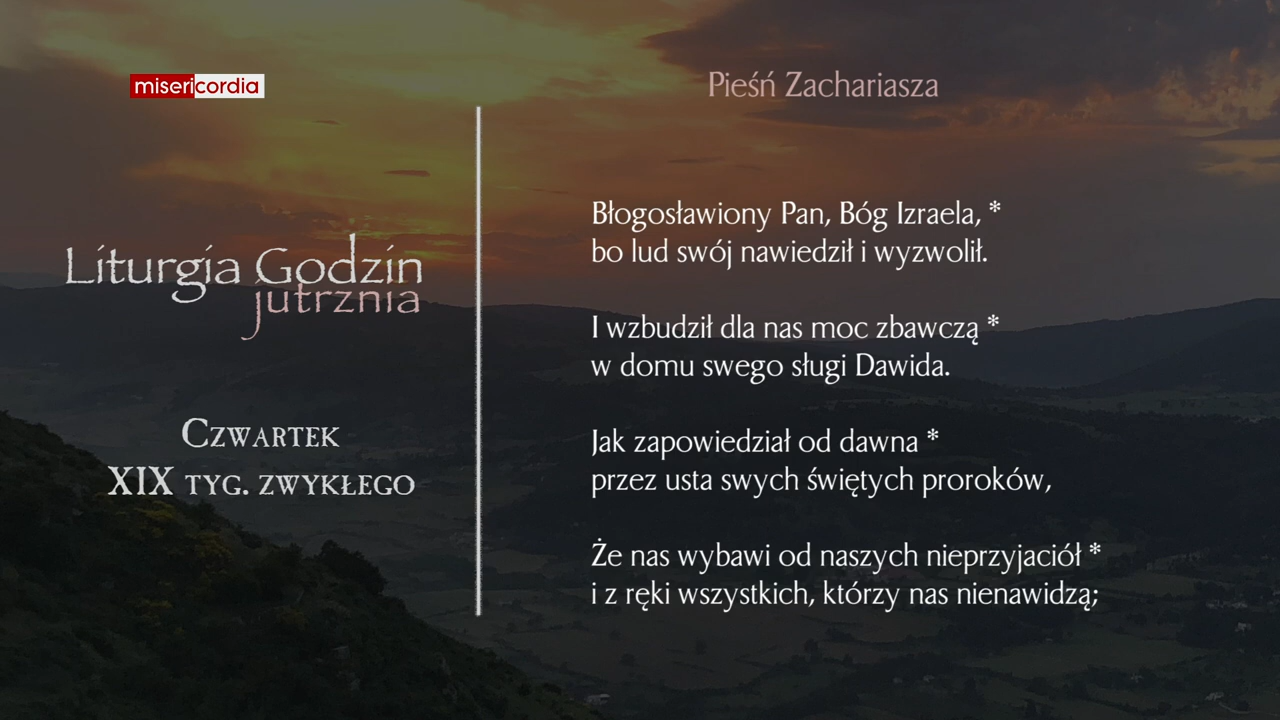 misericordia
Liturgia Godzin
jutrznia
Czwartek
XIX tyg. zwykłego
Pieśń Zachariasza
Błogosławiony Pan, Bóg Izraela, *
bo lud swój nawiedził i wyzwolił.
I wzbudził dla nas moc zbawczą *
w domu swego sługi Dawida.
Jak zapowiedział od dawna *
przez usta swych świętych proroków,
Że nas wybawi od naszych nieprzyjaciół *
i z ręki wszystkich, którzy nas nienawidzą;